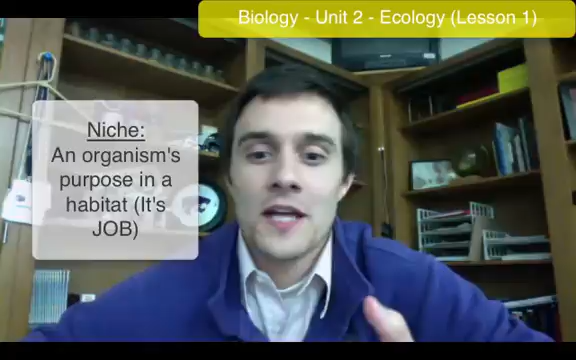 Biology - Unit 2 - Ecology (Lesson 1)
Niche:
An organism's
purpose in a
habitat (It's
JOB)